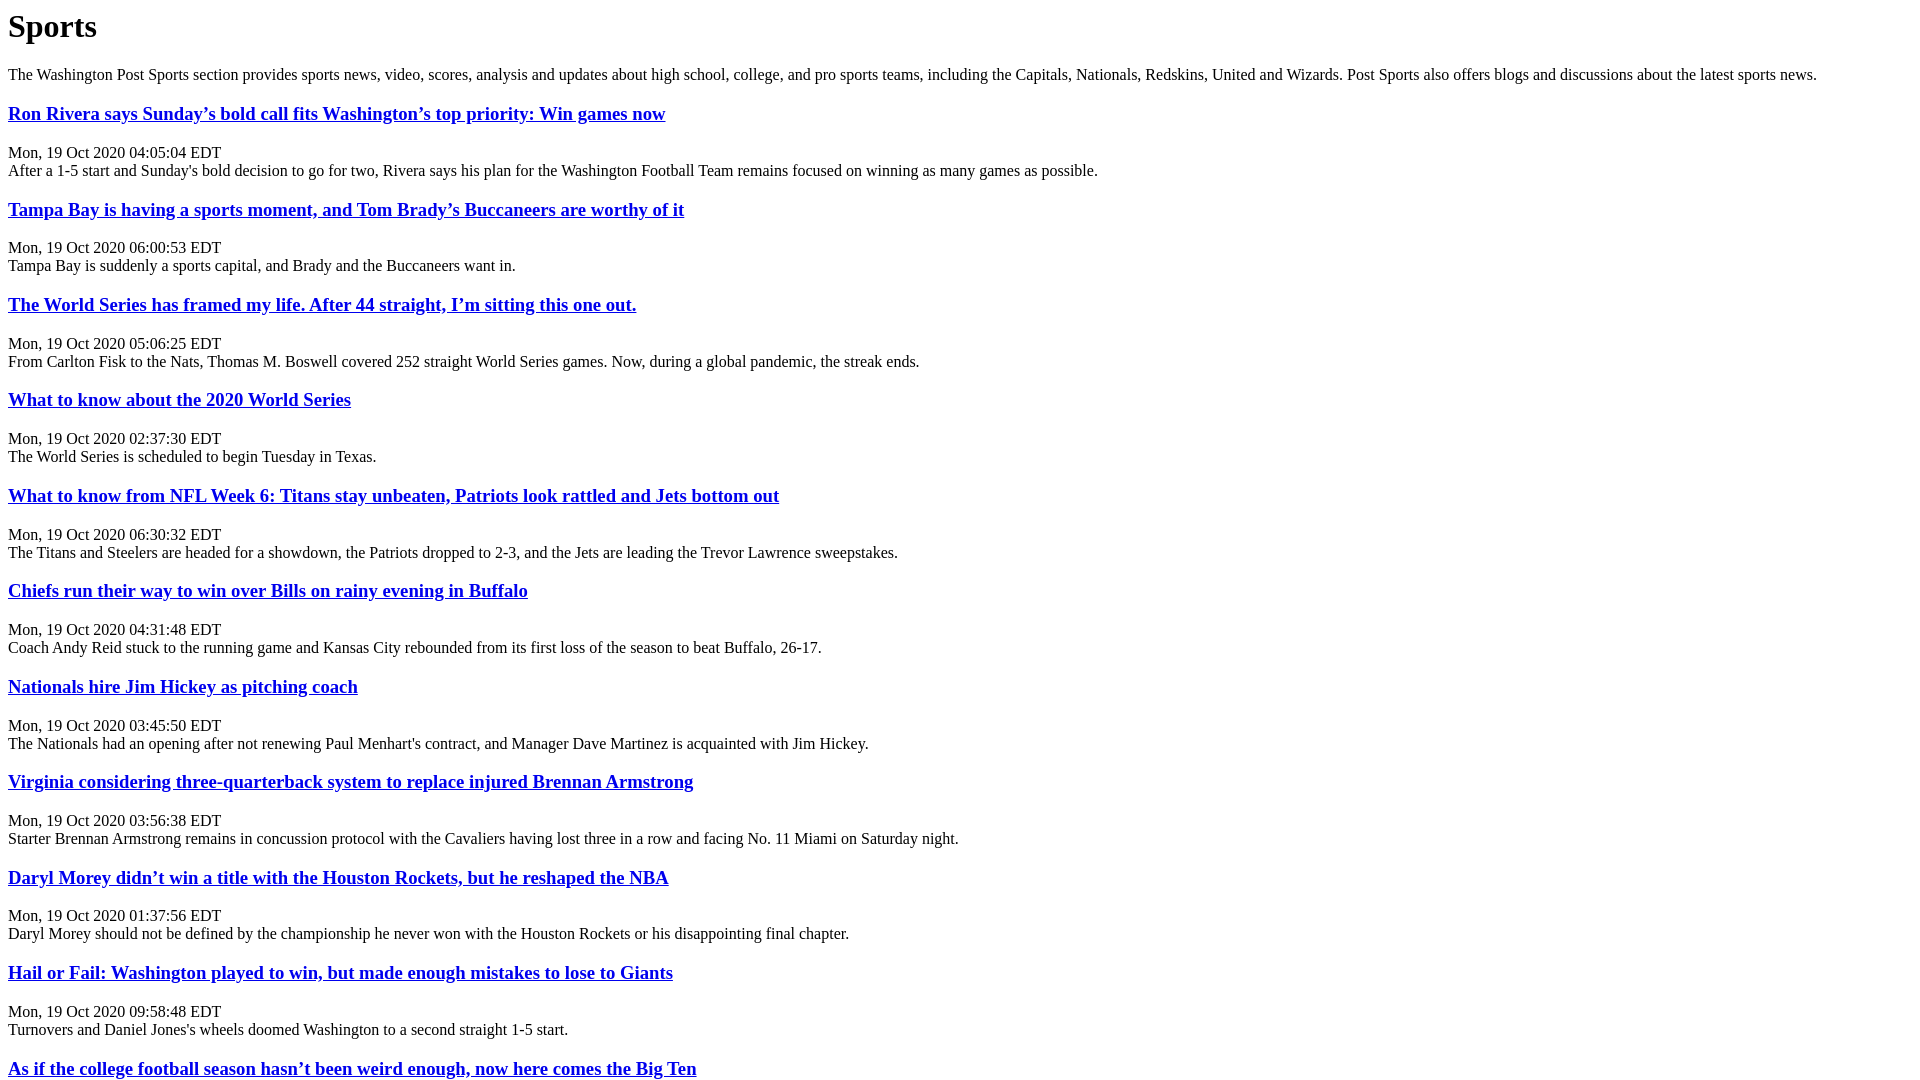 Sports
The Washington Post Sports section provides sports news, video, scores, analysis and updates about high school, college, and pro sports teams, including the Capitals, Nationals, Redskins, United and Wizards. Post Sports also offers blogs and discussions about the latest sports news.
Ron Rivera says Sunday’s bold call fits Washington’s top priority: Win games now
Mon, 19 Oct 2020 04:05:04 EDT
After a 1-5 start and Sunday's bold decision to go for two, Rivera says his plan for the Washington Football Team remains focused on winning as many games as possible.
Tampa Bay is having a sports moment, and Tom Brady’s Buccaneers are worthy of it
Mon, 19 Oct 2020 06:00:53 EDT
Tampa Bay is suddenly a sports capital, and Brady and the Buccaneers want in.
The World Series has framed my life. After 44 straight, I’m sitting this one out.
Mon, 19 Oct 2020 05:06:25 EDT
From Carlton Fisk to the Nats, Thomas M. Boswell covered 252 straight World Series games. Now, during a global pandemic, the streak ends.
What to know about the 2020 World Series
Mon, 19 Oct 2020 02:37:30 EDT
The World Series is scheduled to begin Tuesday in Texas.
What to know from NFL Week 6: Titans stay unbeaten, Patriots look rattled and Jets bottom out
Mon, 19 Oct 2020 06:30:32 EDT
The Titans and Steelers are headed for a showdown, the Patriots dropped to 2-3, and the Jets are leading the Trevor Lawrence sweepstakes.
Chiefs run their way to win over Bills on rainy evening in Buffalo
Mon, 19 Oct 2020 04:31:48 EDT
Coach Andy Reid stuck to the running game and Kansas City rebounded from its first loss of the season to beat Buffalo, 26-17.
Nationals hire Jim Hickey as pitching coach
Mon, 19 Oct 2020 03:45:50 EDT
The Nationals had an opening after not renewing Paul Menhart's contract, and Manager Dave Martinez is acquainted with Jim Hickey.
Virginia considering three-quarterback system to replace injured Brennan Armstrong
Mon, 19 Oct 2020 03:56:38 EDT
Starter Brennan Armstrong remains in concussion protocol with the Cavaliers having lost three in a row and facing No. 11 Miami on Saturday night.
Daryl Morey didn’t win a title with the Houston Rockets, but he reshaped the NBA
Mon, 19 Oct 2020 01:37:56 EDT
Daryl Morey should not be defined by the championship he never won with the Houston Rockets or his disappointing final chapter.
Hail or Fail: Washington played to win, but made enough mistakes to lose to Giants
Mon, 19 Oct 2020 09:58:48 EDT
Turnovers and Daniel Jones's wheels doomed Washington to a second straight 1-5 start.
As if the college football season hasn’t been weird enough, now here comes the Big Ten